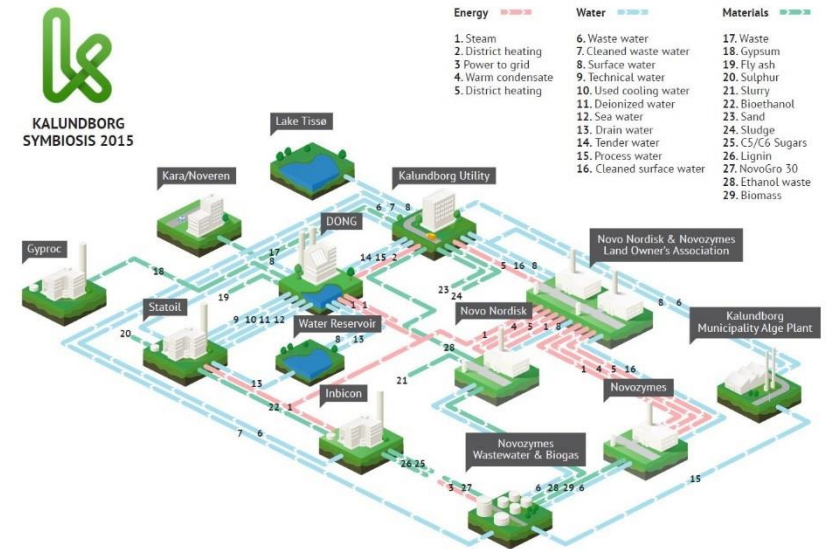 KALUNDBORG
SYMBIOSIS 2015
Energy
1. Steam
2. District heating
3 Power to grid
4. Warm condensate
5. District heating
Water
6. Waste water
7. Cleaned waste water
8. Surface water
9. Technical water
10. Used cooling water
11. Deionized water
12. Sea water
13. Drain water
14. Tender water
15. Process water
16. Cleaned surface water
Materials
17. Waste
18. Gypsum
19. Fly ash
20. Sulphur
21. Slurry
22. Bioethanol
23. Sand
24. Sludge
25. C5/C6 Sugars
26. Lignin
27. NovoGro 30
28. Ethanol waste
29. Biomass
Lake Tissø
Kara/Noveren
Kalundborg Utility
6 7 8
DONG
Gyproc
17
8
14 15 2
Novo Nordisk & Novozymes
Land Owner's Association
18
5 16 8
19
23
24
Statoil
1 1
8 6
9 10 11 12
Water Reservoir
Novo Nordisk
Kalundborg
Municipality Alge Plant
20
8 13
1 4 5 1 8
28
1 4 5 16
13
21
Inbicon
Novozymes
22 1
7 6
Novozymes
Wastewater & Biogas
26 25
3 27
6 28 29 6
15